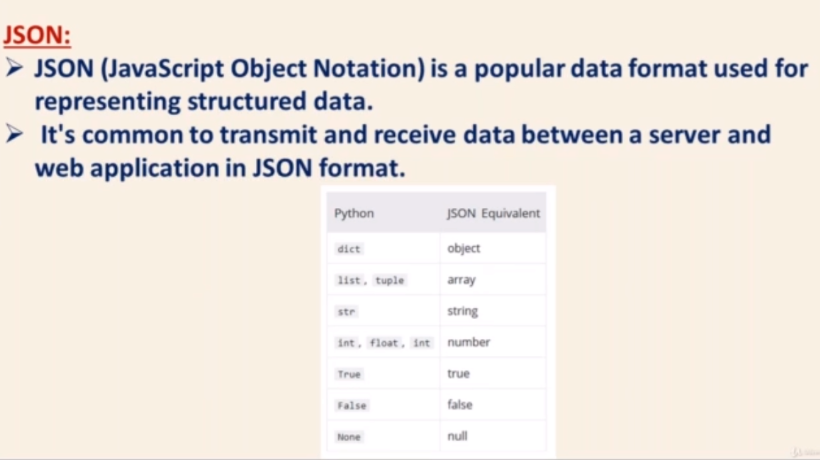 JSON:
➢ JSON (JavaScript Object Notation) is a popular data format used for
representing structured data.
➢ It's common to transmit and receive data between a server and
web application in JSON format.
Python JSON Equivalent
dict object
list, tuple array
str string
int, float, int number
True true
False false
None null